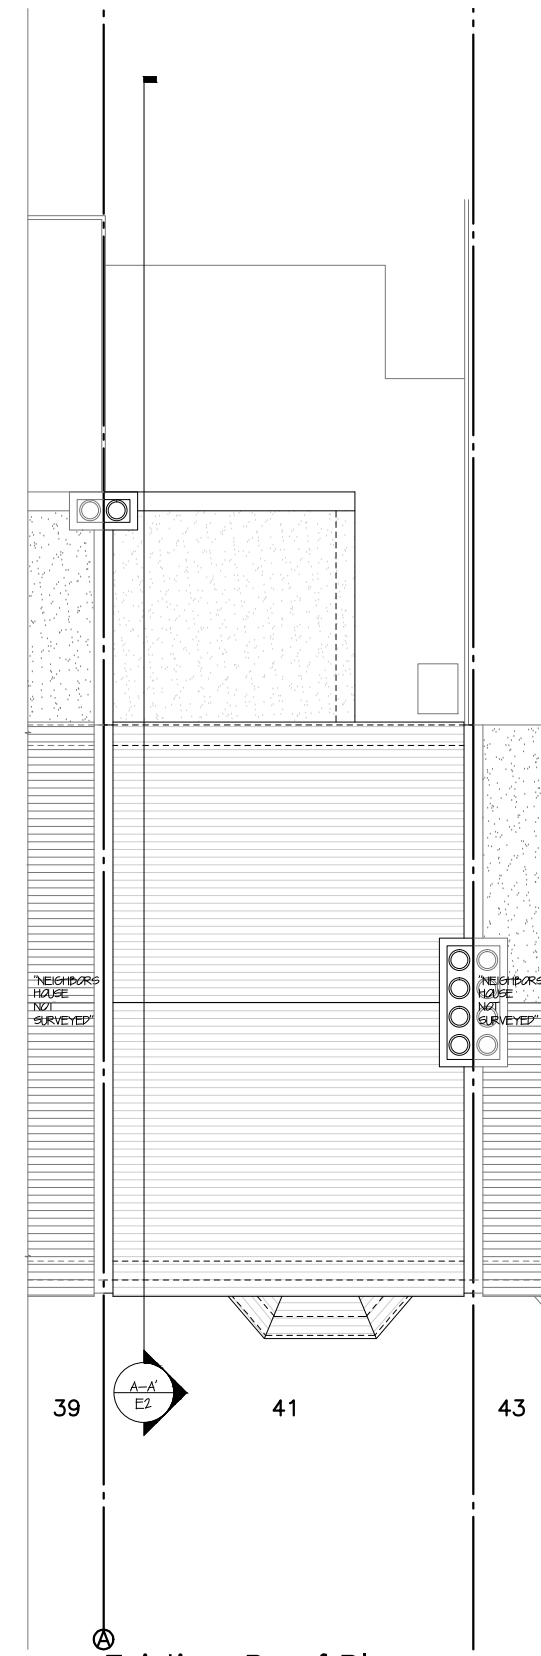 "NEIGHBORS
HOUSE
NOT
SURVEYED"
"NEIGHBORS
HOUSE
NOT
SURVEYED"
A-A'
E2
39
41
43
A